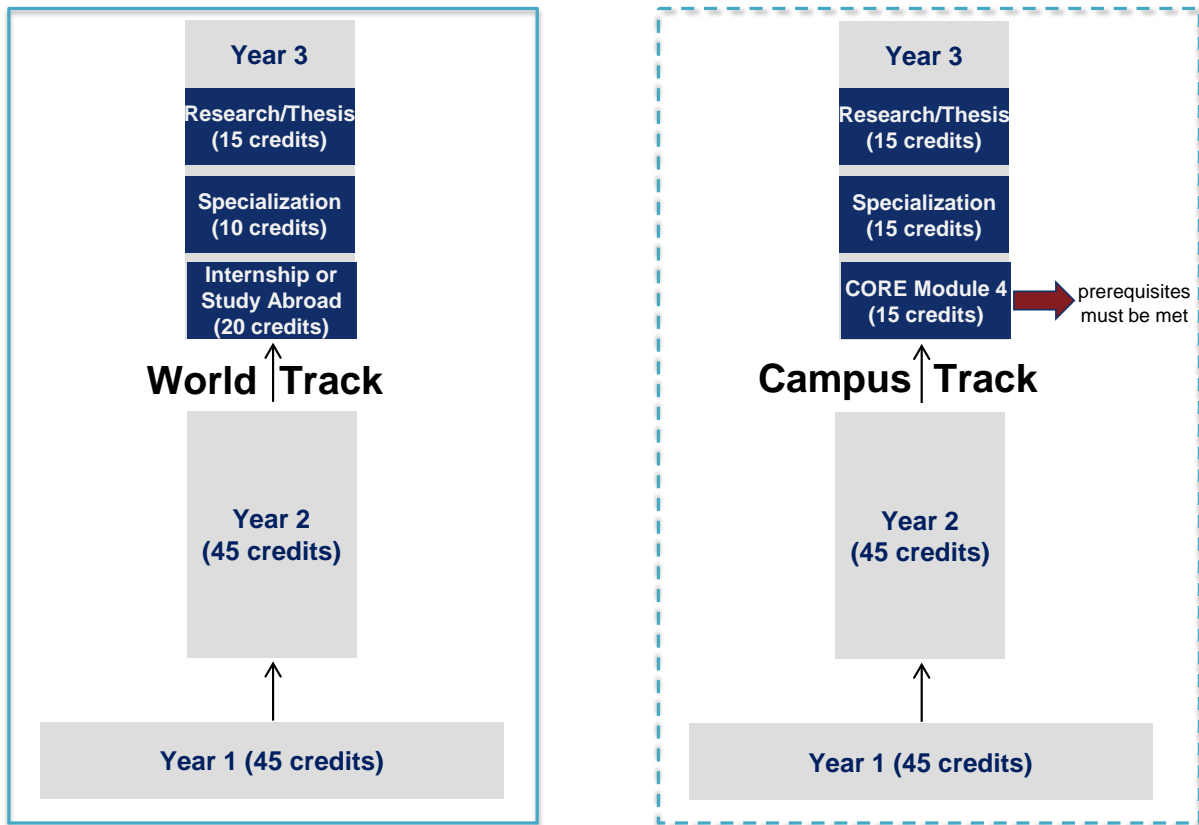 Year 3
Research/Thesis
(15 credits)
Specialization
(10 credits)
Internship or
Study Abroad
(20 credits)
World Track
Year 2
(45 credits)
Year 1 (45 credits)
Year 3
Research/Thesis
(15 credits)
Specialization
(15 credits)
CORE Module 4
(15 credits)
prerequisites
must be met
Campus Track
Year 2
(45 credits)
Year 1 (45 credits)